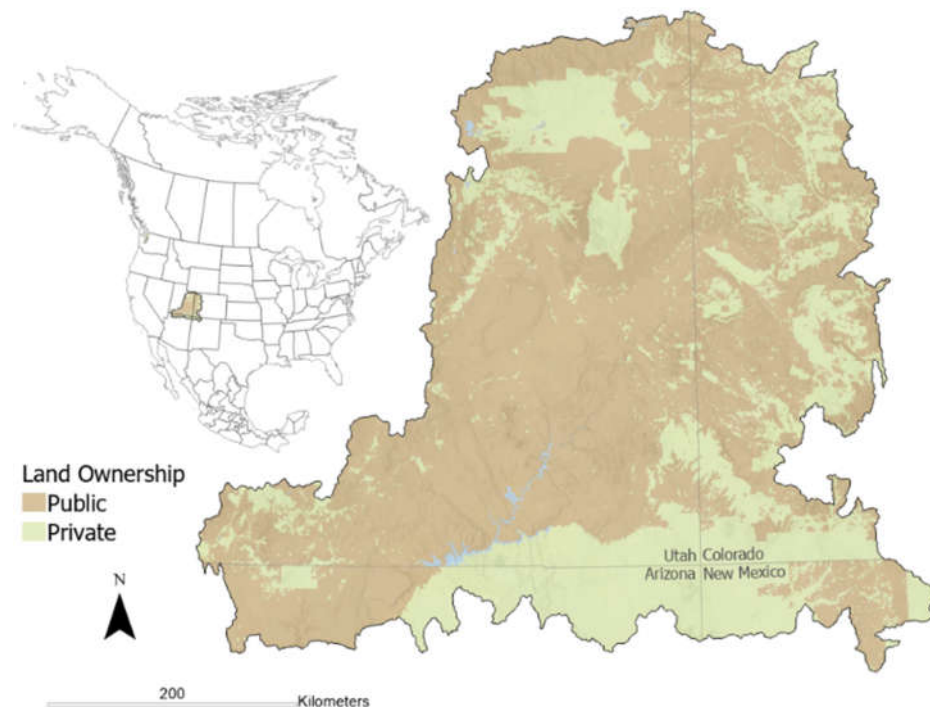 Land Ownership
Public
Private
Utah Colorado
Arizona New Mexico
N
200
Kilometers